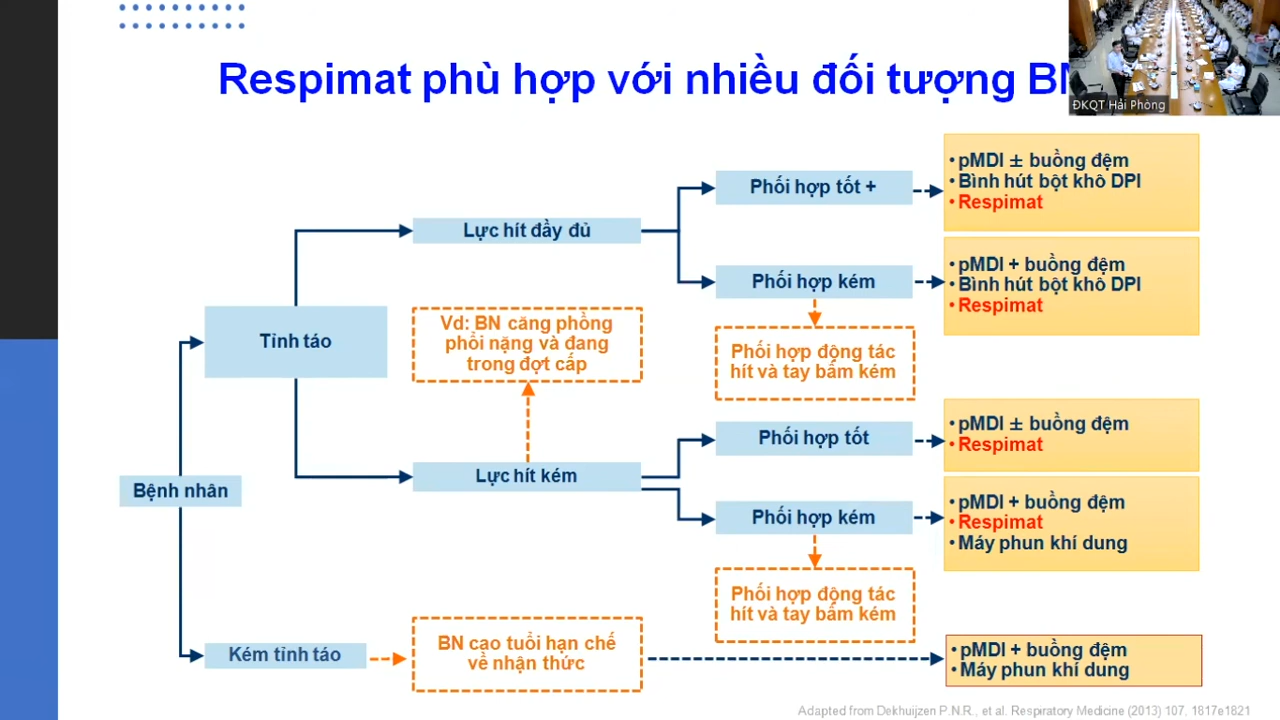 Respimat phù hợp với nhiều đối tượng BN
ĐKQT Hải Phòng
Bệnh nhân
Tỉnh táo
Lực hít đầy đủ
Phối hợp tốt +
• pMDI ± buồng đệm
• Bình hút bột khô DPI
• Respimat
Phối hợp kém
• pMDI + buồng đệm
• Bình hút bột khô DPI
• Respimat
Phối hợp động tác
hít và tay bấm kém
Vd: BN căng phồng
phổi nặng và đang
trong đợt cấp
Lực hít kém
Phối hợp tốt
• pMDI ± buồng đệm
• Respimat
Phối hợp kém
• pMDI + buồng đệm
• Respimat
• Máy phun khí dung
Phối hợp động tác
hít và tay bấm kém
Kém tỉnh táo
BN cao tuổi hạn chế
về nhận thức
• pMDI + buồng đệm
• Máy phun khí dung
Adapted from Dekhuijzen P.N.R., et al. Respiratory Medicine (2013) 107, 1817e1821